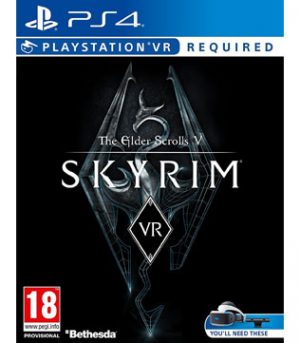 PS4
PLAYSTATION®VR REQUIRED
The Elder Scrolls V
SKYRIM
VR
18
www.pegi.info
PROVISIONAL
Bethesda
YOU'LL NEED THESE